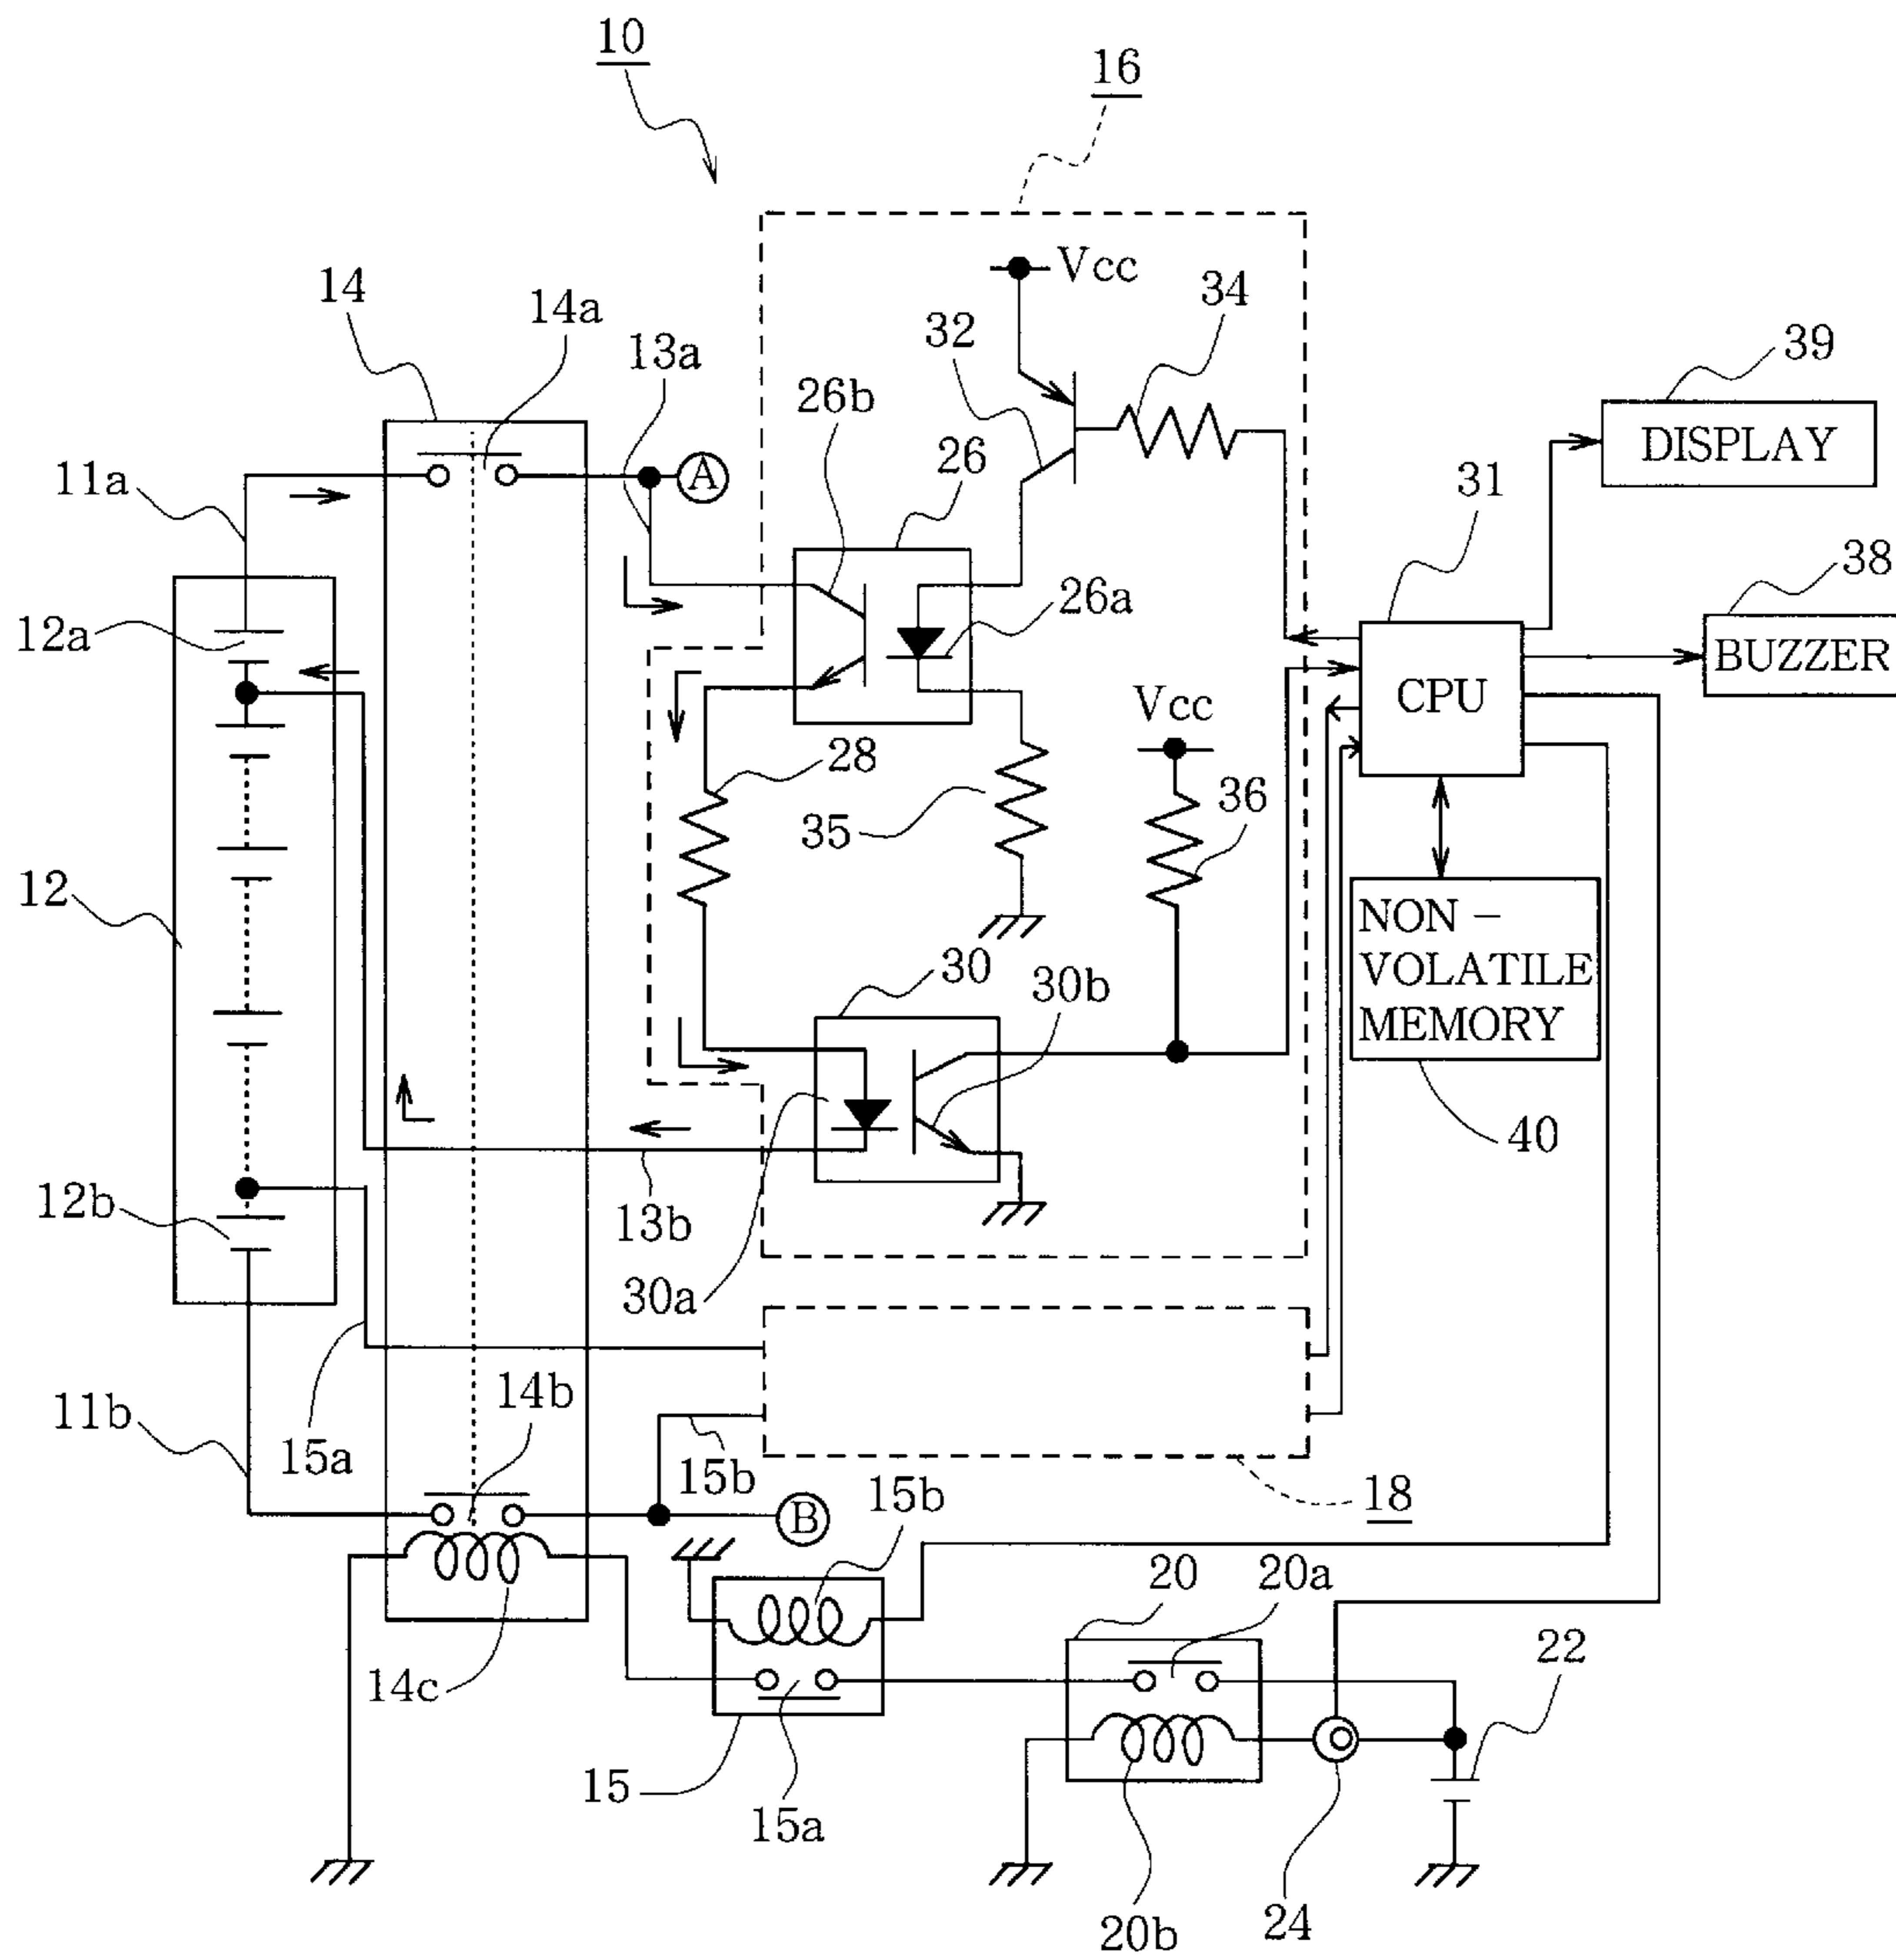 10
16
Vcc
14
14a
13a
34
32
26b
39
DISPLAY
26
A
11a
31
38
26a
12a
BUZZER
CPU
Vcc
28
36
35
12
NON-
VOLATILE
MEMORY
30
30b
40
12b
13b
30a
14b
11b
15a
15b
15b
18
B
20
20a
22
14c
15
15a
24
20b